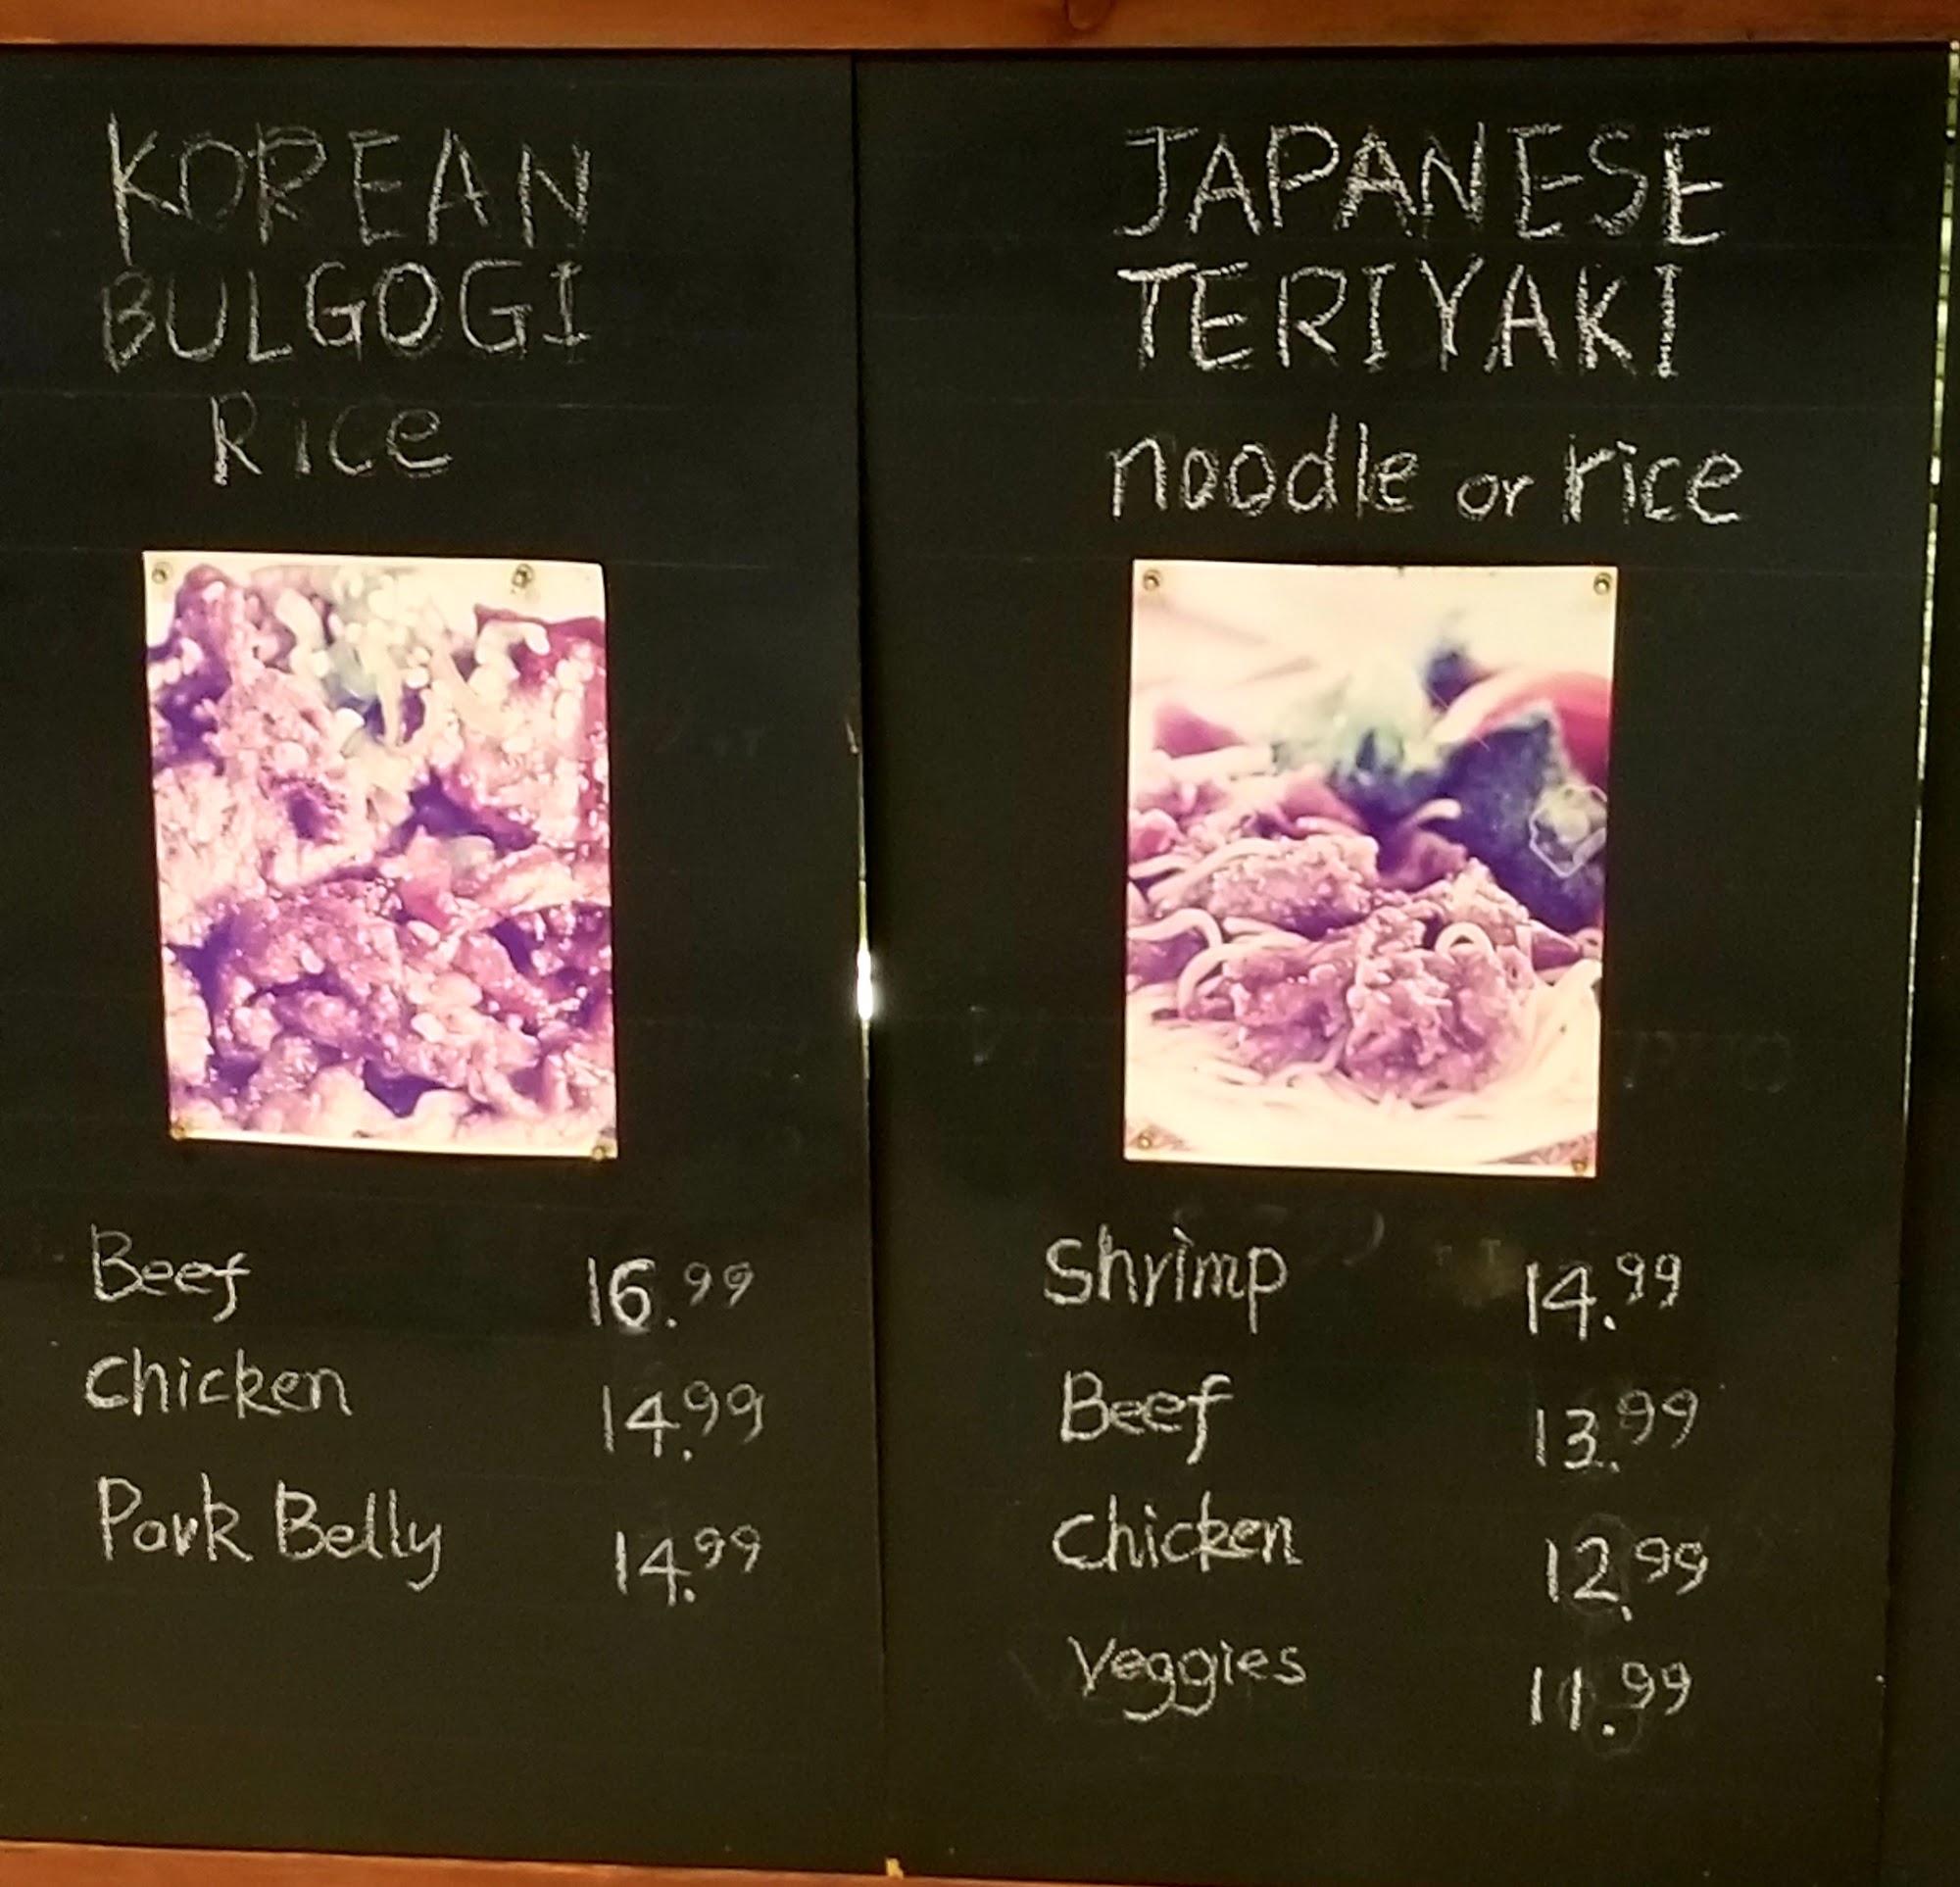 KOREAN
BULGOGI
Rice
Beef 16.99
Chicken 14.99
Pork Belly 14.99
JAPANESE
TERIYAKI
noodle or rice
Shrimp 14.99
Beef 13.99
Chicken 12.99
Veggies 11.99